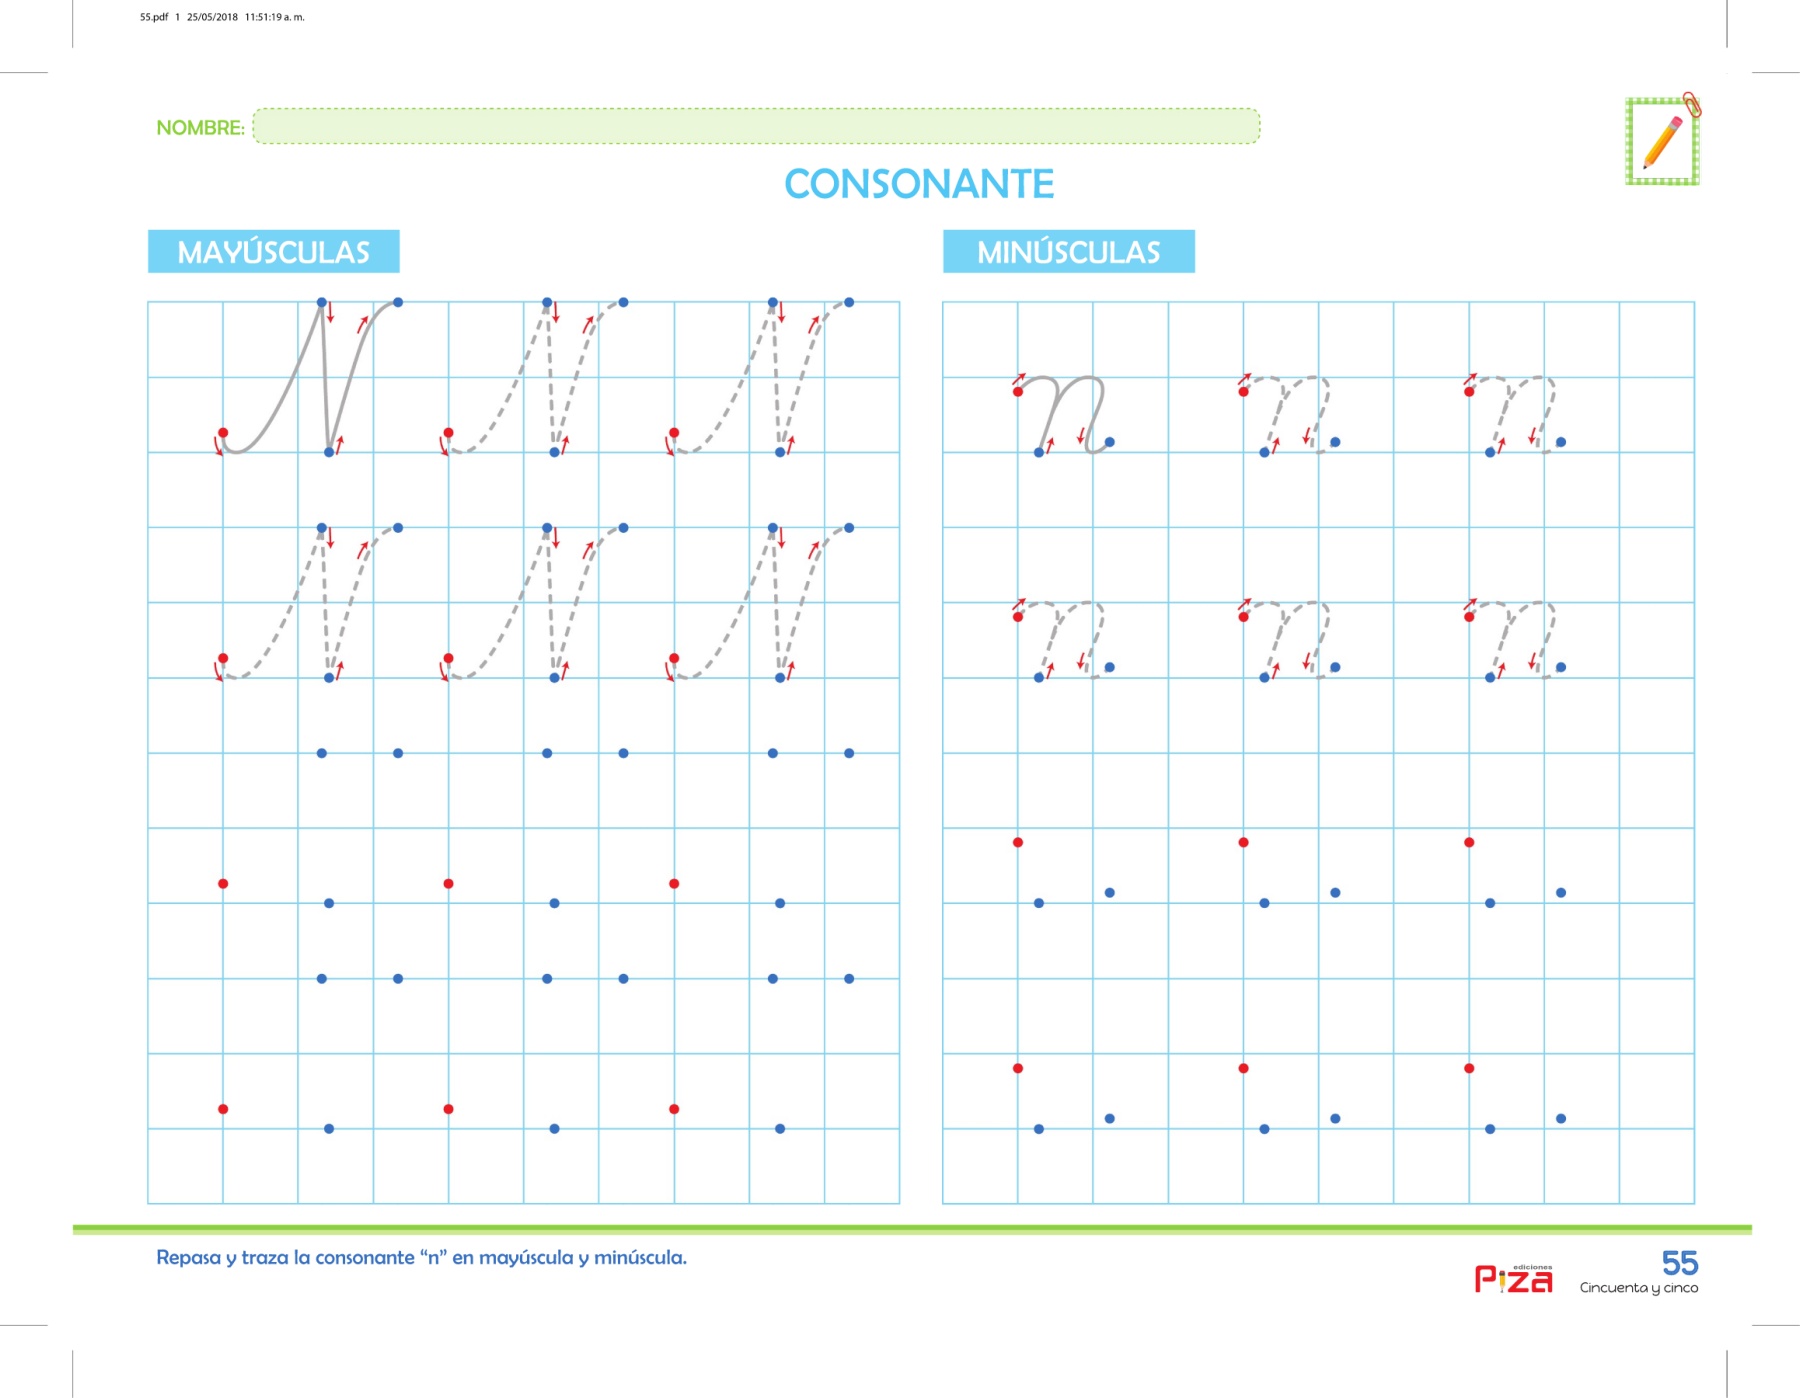 55.pdf 1 25/05/2018 11:51:19 a. m.
NOMBRE:
CONSONANTE
MAYÚSCULAS
MINÚSCULAS
N N N
n n n
N N N
n n n
Repasa y traza la consonante “n” en mayúscula y minúscula.
ediciones
Piza
55
Cincuenta y cinco